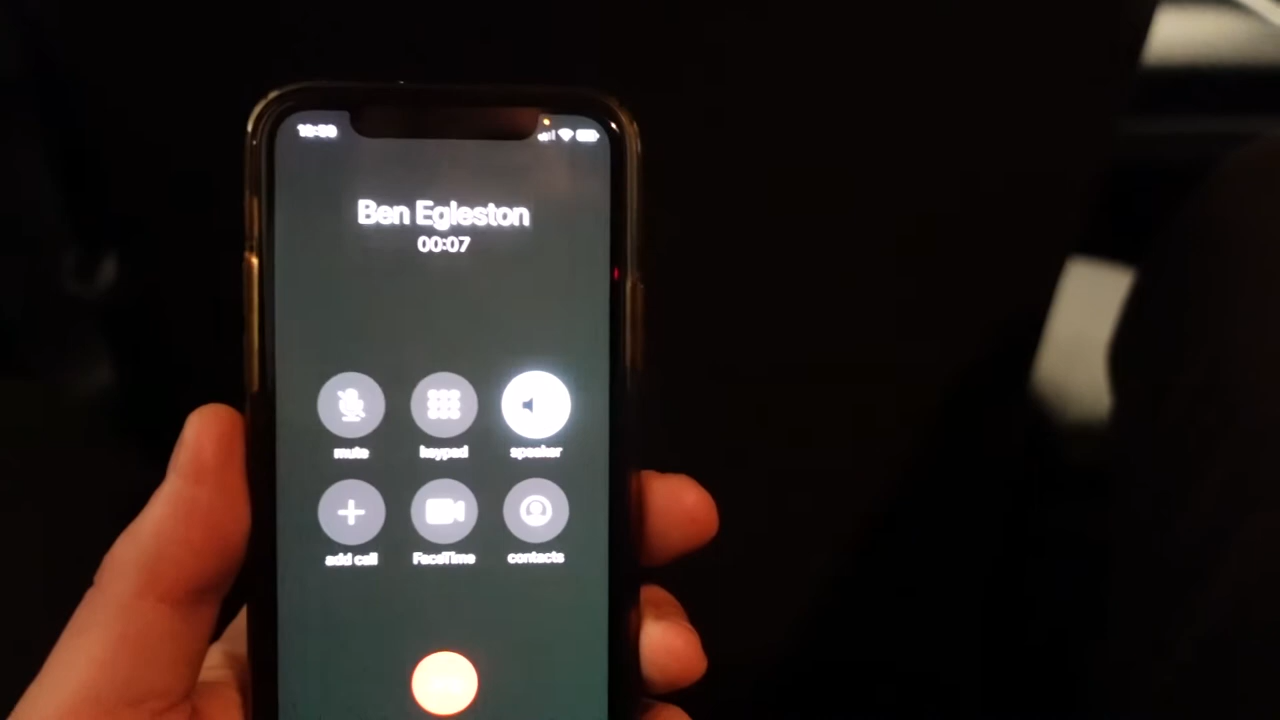 Ben Egleston
00:07
mute
keypad
speaker
add call
FaceTime
contacts